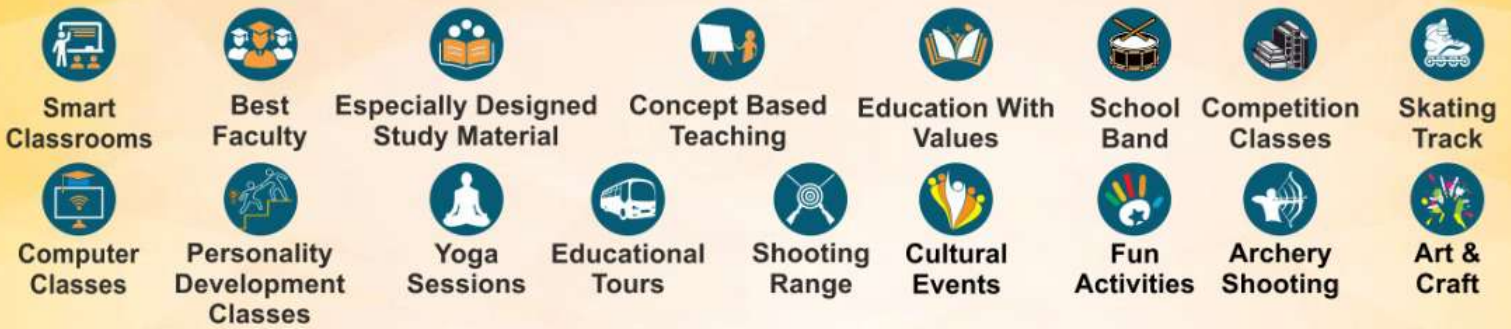 Smart
Classrooms
Best
Faculty
Especially Designed
Study Material
Concept Based
Teaching
Education With
Values
School
Band
Competition
Classes
Skating
Track
Computer
Classes
Personality
Development
Classes
Yoga
Sessions
Educational
Tours
Shooting
Range
Cultural
Events
Fun
Activities
Archery
Shooting
Art &
Craft